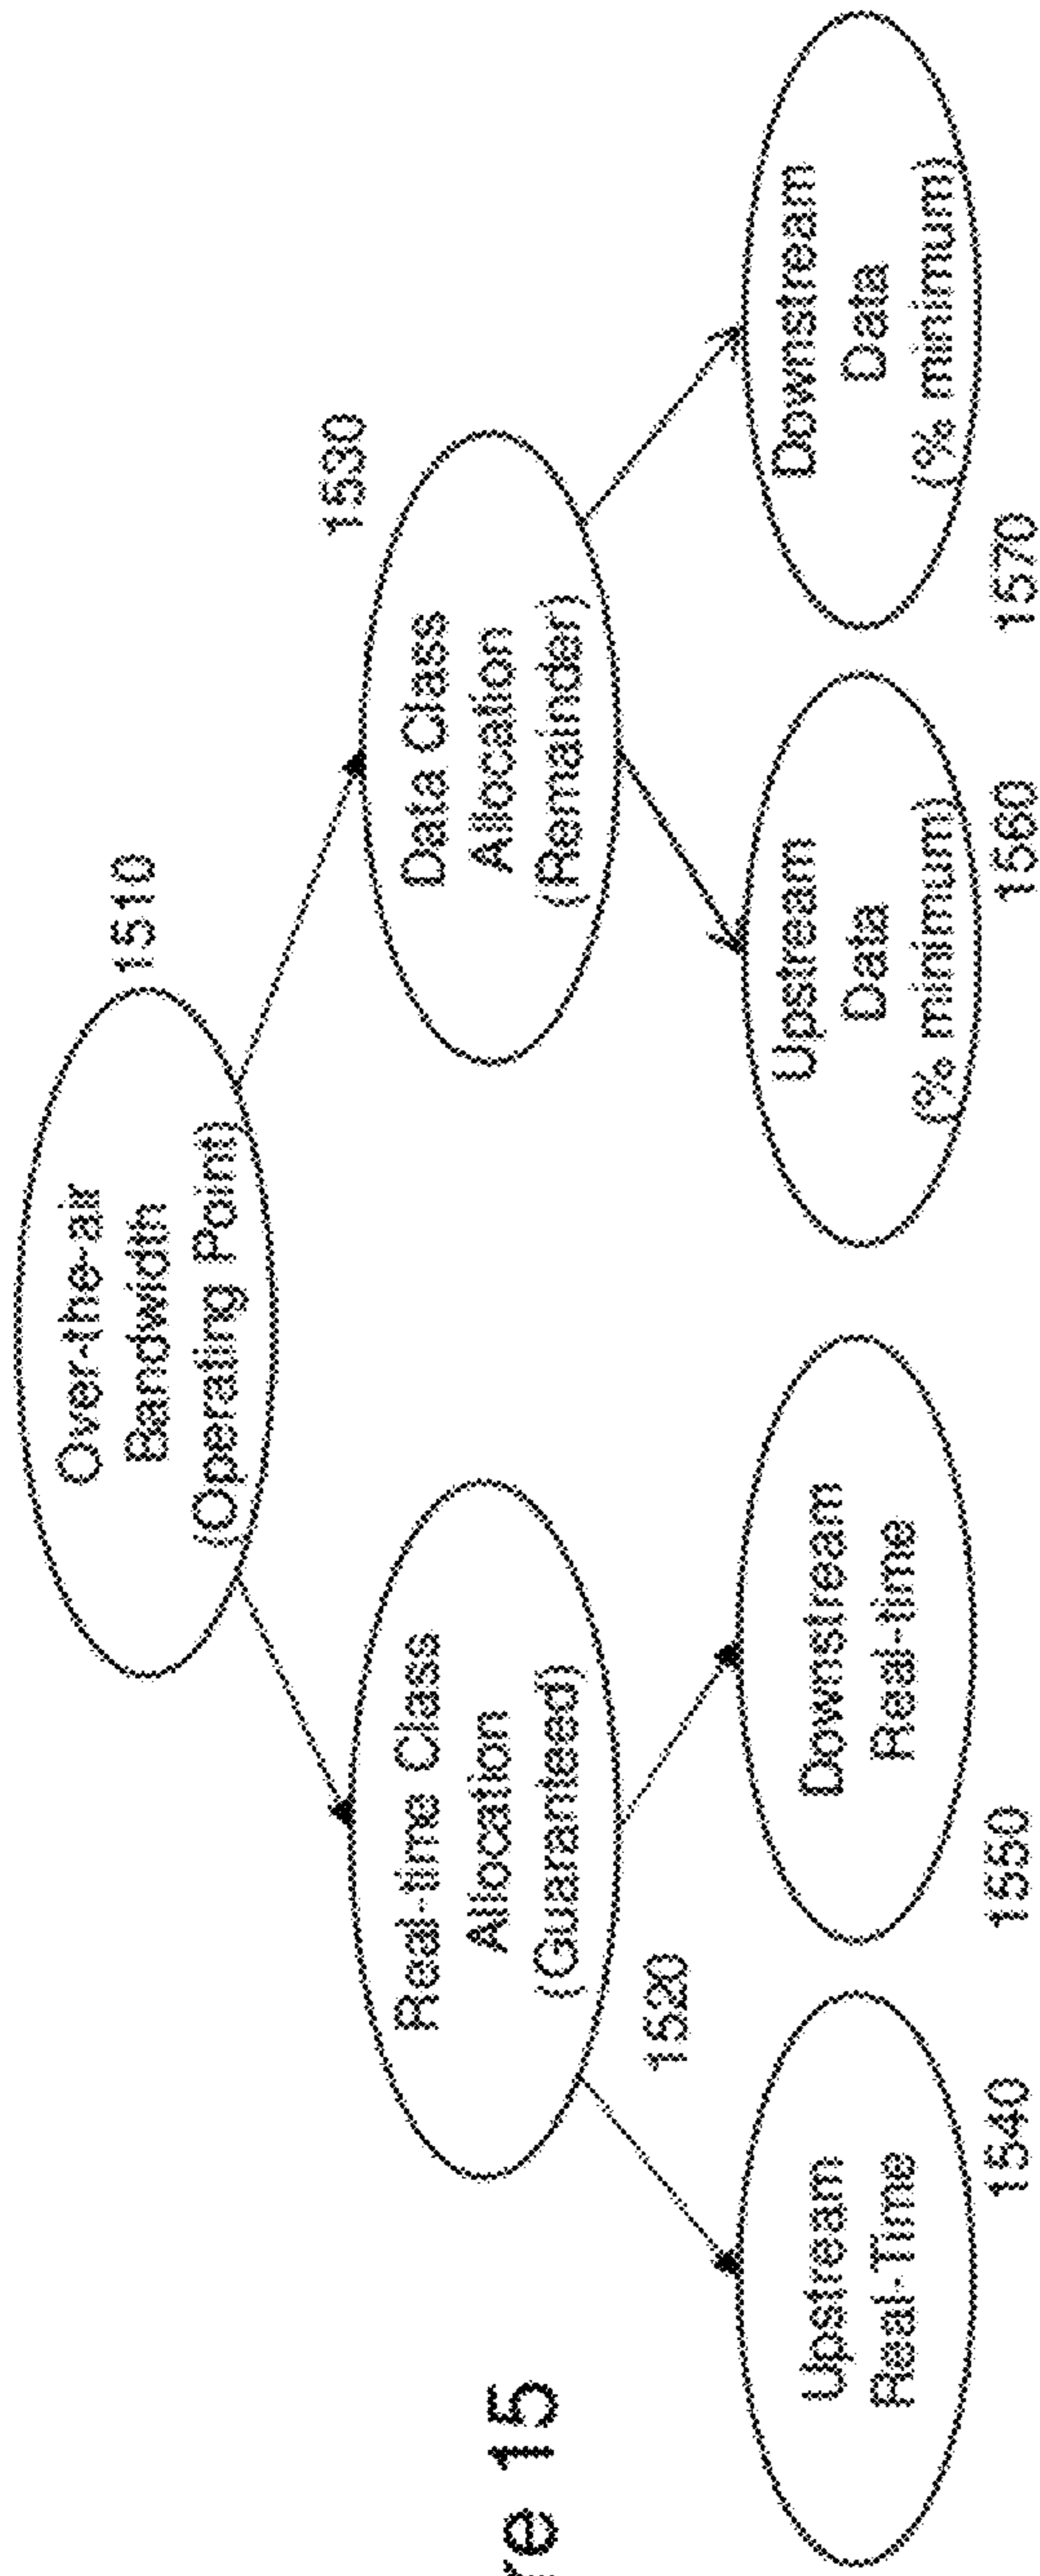 Over-the-air
Bandwidth
(Operating Point)
1510
Real-time Class
Allocation
(Guaranteed)
1520
Data Class
Allocation
(Remainder)
1530
Upstream
Real-Time
1540
Downstream
Real-time
1550
Upstream
Data
(% minimum)
1560
Downstream
Data
(% minimum)
1570
re 15